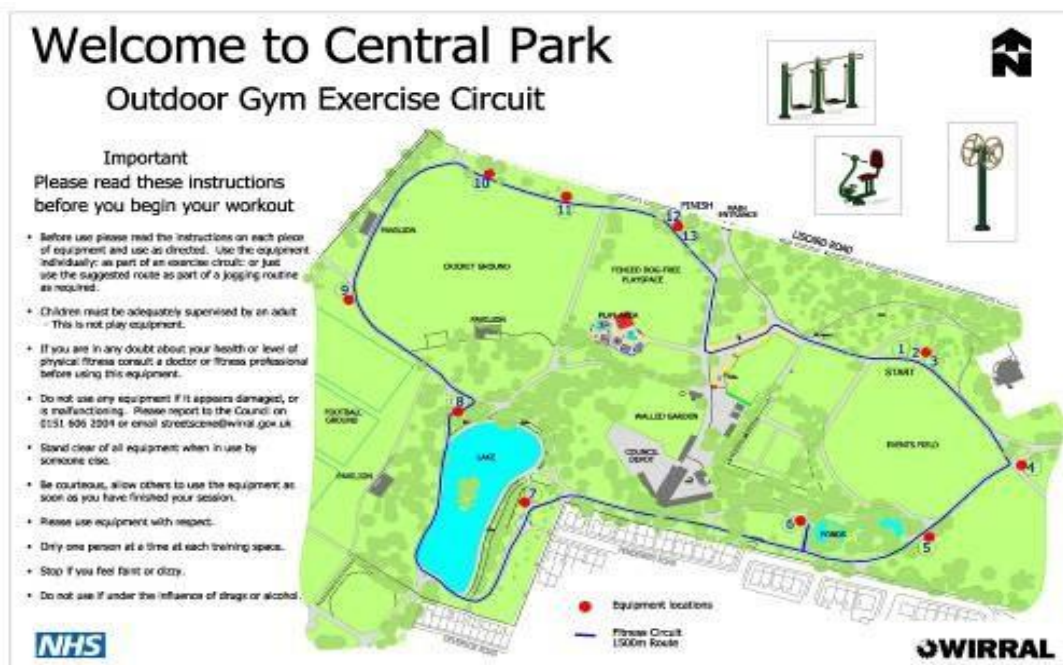 Welcome to Central Park
Outdoor Gym Exercise Circuit
N
Important
Please read these instructions
before you begin your workout
• Before use please read the instructions on each piece
of equipment and use as directed. Use the equipment
individually; as part of an exercise circuit; or just
use the suggested route as part of a jogging routine
as required.
• Children must be adequately supervised by an adult
- This is not play equipment.
• If you are in any doubt about your health or level of
physical fitness consult a doctor or fitness professional
before using this equipment.
• Do not use any equipment if it appears damaged, or
is malfunctioning. Please report to the Council on
0151 606 2004 or email streetscene@wirral.gov.uk
• Stand clear of all equipment when in use by
someone else.
• Be courteous, allow others to use the equipment as
soon as you have finished your session.
• Please use equipment with respect.
• Only one person at a time at each training space.
• Stop if you feel faint or dizzy.
• Do not use if under the influence of drugs or alcohol.
NHS
10
11
12
FINISH
13
MAIN
ENTRANCE
LISCARD ROAD
PAVILION
CRICKET GROUND
FENCED DOG-FREE
PLAYSPACE
9
PAVILION
PLAY AREA
1
2
3
START
8
FOOTBALL
GROUND
WALLED GARDEN
EVENTS FIELD
LAKE
COUNCIL
DEPOT
4
PAVILION
7
6
PONDS
5
Equipment locations
Fitness Circuit
1500m Route
WIRRAL